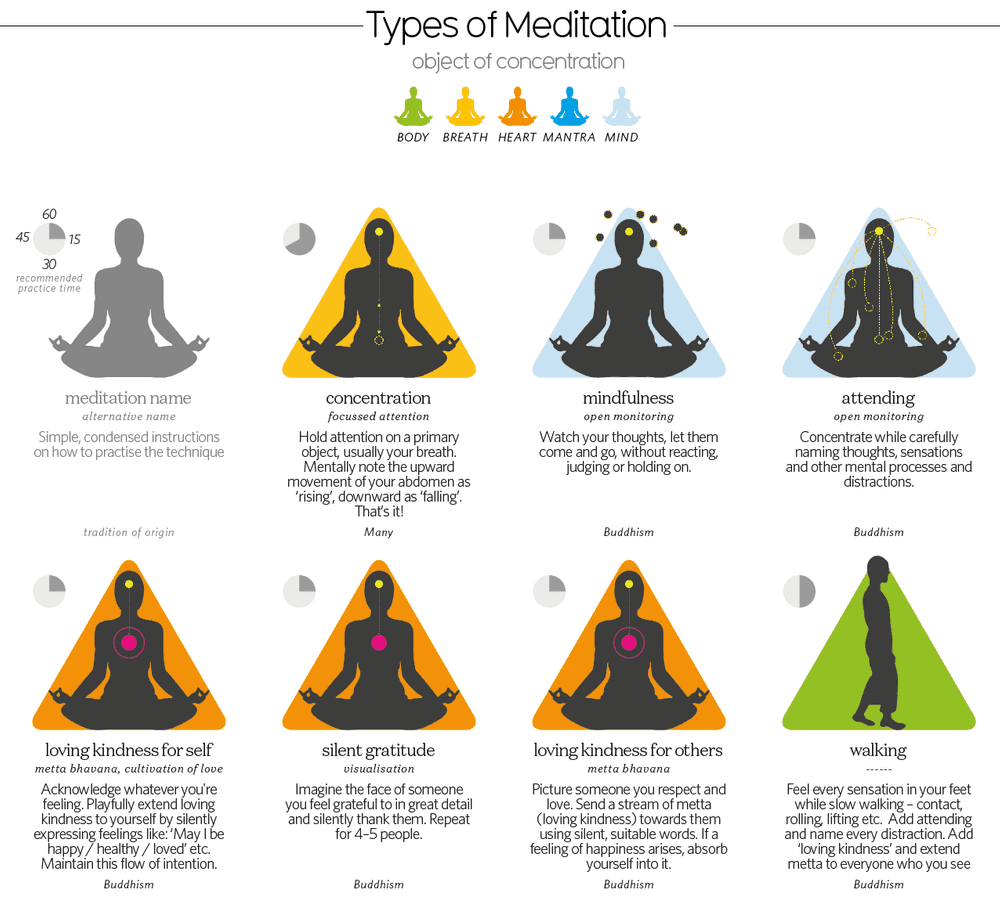 Types of Meditation
object of concentration
BODY BREATH HEART MANTRA MIND
60
45 15
30
recommended
practice time
meditation name
alternative name
Simple, condensed instructions
on how to practise the technique
tradition of origin
concentration
focussed attention
Hold attention on a primary
object, usually your breath.
Mentally note the upward
movement of your abdomen as
‘rising’, downward as ‘falling’.
That’s it!
Many
mindfulness
open monitoring
Watch your thoughts, let them
come and go, without reacting,
judging or holding on.
Buddhism
attending
open monitoring
Concentrate while carefully
naming thoughts, sensations
and other mental processes and
distractions.
Buddhism
loving kindness for self
metta bhavana, cultivation of love
Acknowledge whatever you're
feeling. Playfully extend loving
kindness to yourself by silently
expressing feelings like: ‘May I be
happy / healthy / loved’ etc.
Maintain this flow of intention.
Buddhism
silent gratitude
visualisation
Imagine the face of someone
you feel grateful to in great detail
and silently thank them. Repeat
for 4–5 people.
Buddhism
loving kindness for others
metta bhavana
Picture someone you respect and
love. Send a stream of metta
(loving kindness) towards them
using silent, suitable words. If a
feeling of happiness arises, absorb
yourself into it.
Buddhism
walking
------
Feel every sensation in your feet
while slow walking – contact,
rolling, lifting etc. Add attending
and name every distraction. Add
‘loving kindness’ and extend
metta to everyone who you see
Buddhism